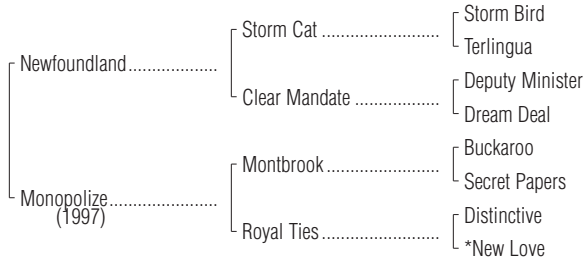 Storm Bird
Storm Cat ........................
Terlingua
Newfoundland..................
Deputy Minister
Clear Mandate .................
Dream Deal
Buckaroo
Montbrook.......................
Secret Papers
Monopolize......................
(1997)
Distinctive
Royal Ties ........................
*New Love